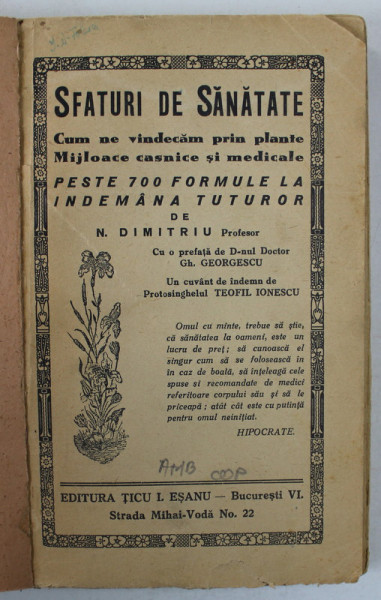 SFATURI DE SĂNĂTATE
Cum ne vindecăm prin plante
Mijloace casnice și medicale
PESTE 700 FORMULE LA
INDEMÂNA TUTUROR
DE
N. DIMITRIU Profesor
Cu o prefață de D-nul Doctor
Gh. GEORGESCU
Un cuvânt de îndemn de
Protosinghelul TEOFIL IONESCU
Omul cu minte, trebue să știe,
că sănătatea la oameni, este un
lucru de preț; să cunoască el
singur cum să se folosească în
în caz de boală, să înțeleagă cele
spuse si recomandate de medici
referitoare corpului său și să le
priceapă; atât cât este cu putință
pentru omul neinițiat.
HIPOCRATE.
AMB
EDITURA ȚICU I. EȘANU — București VI.
Strada Mihai-Vodă No. 22